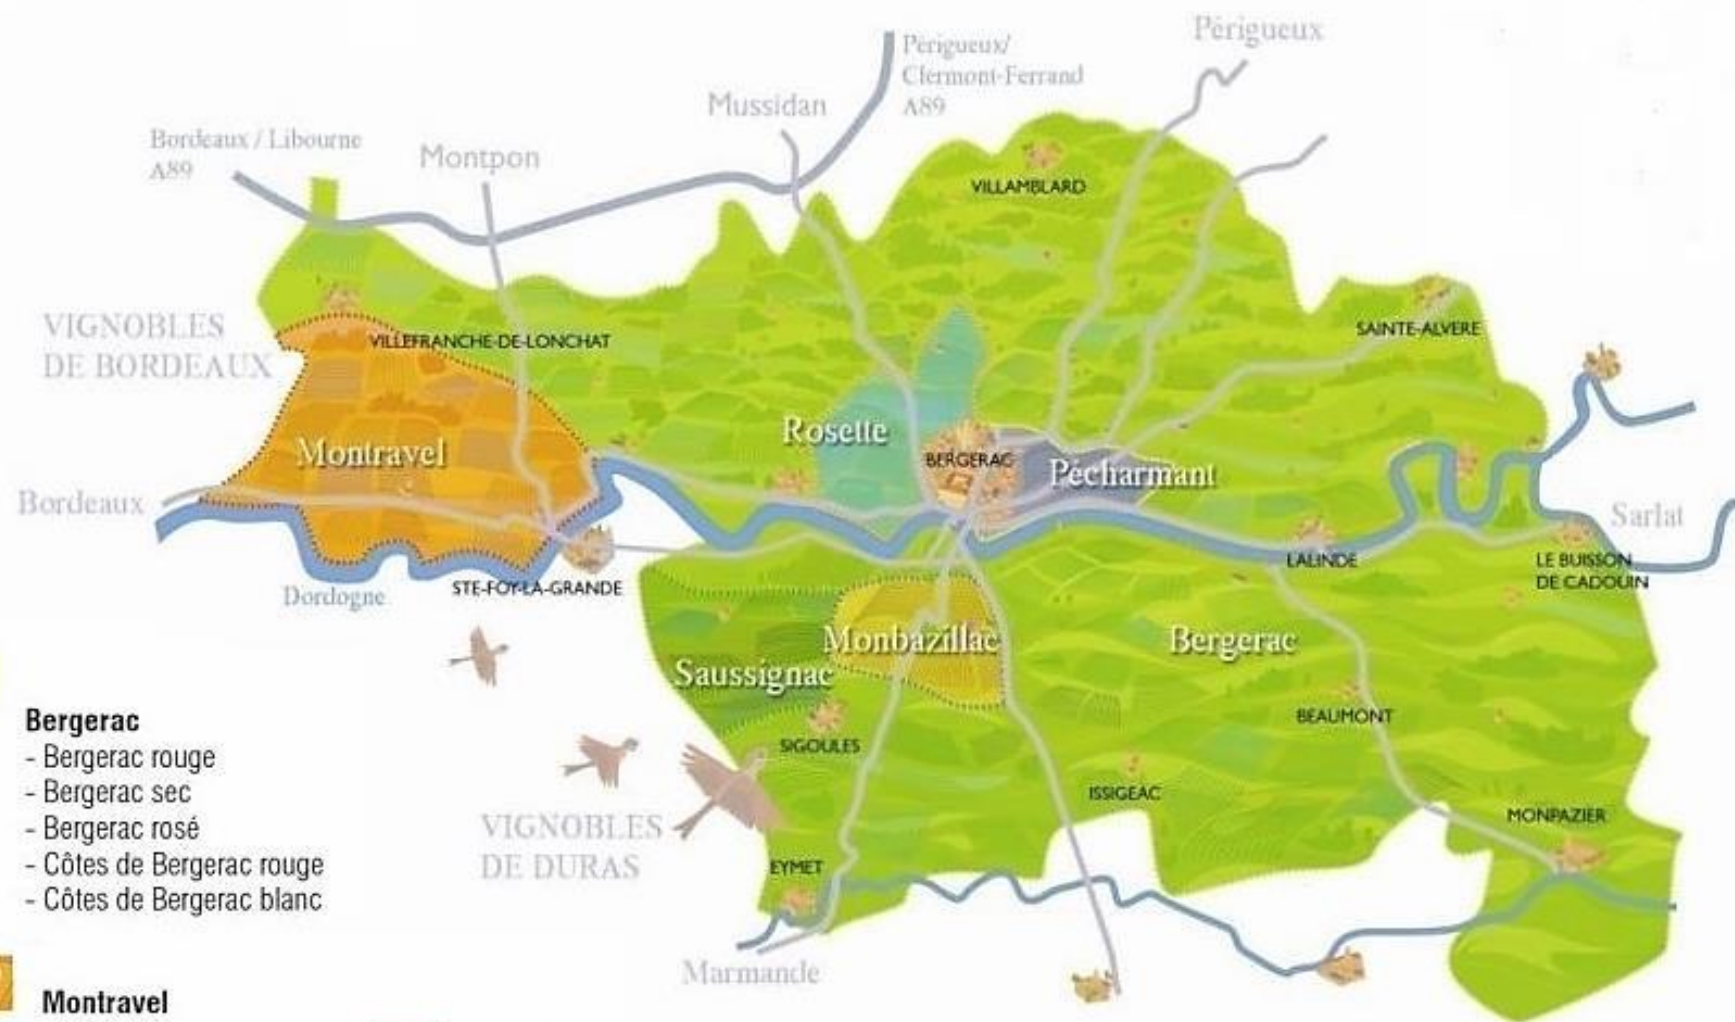 Périgueux
Périgueux/
Clermont-Ferrand
A89
Mussidan
Bordeaux / Libourne
A89
Montpon
VILLAMBLARD
VIGNOBLES
DE BORDEAUX
VILLEFRANCHE-DE-LONCHAT
SAINTE-ALVERE
Rosette
Montravel
BERGERAC
Pécharmant
Bordeaux
Sarlat
LALINDE
LE BUISSON
DE CADOUIN
Dordogne
STE-FOY-LA-GRANDE
Monbazillac
Bergerac
Saussignac
BEAUMONT
SIGOULES
ISSIGEAC
MONPAZIER
VIGNOBLES
DE DURAS
EYMET
Marmande
Bergerac
- Bergerac rouge
- Bergerac sec
- Bergerac rosé
- Côtes de Bergerac rouge
- Côtes de Bergerac blanc
Montravel